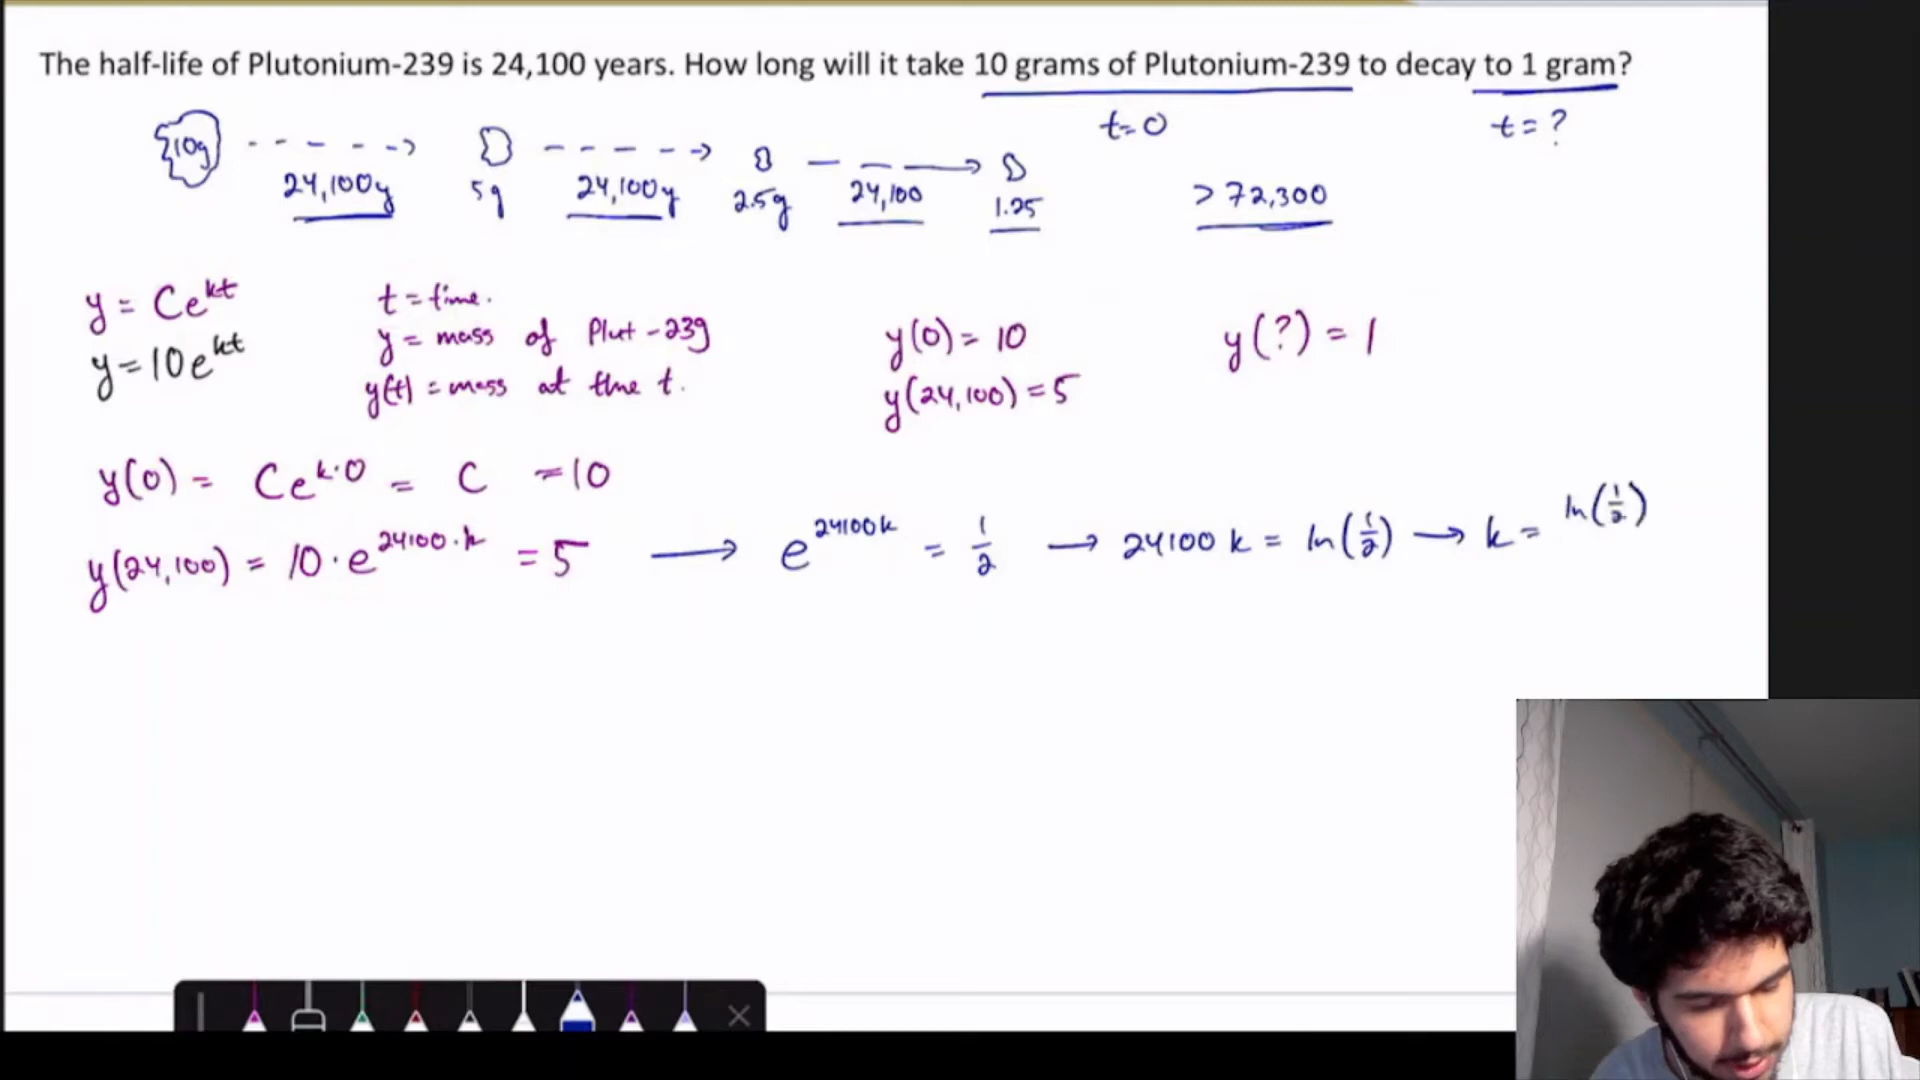 The half-life of Plutonium-239 is 24,100 years. How long will it take 10 grams of Plutonium-239 to decay to 1 gram?
t=0 t=?
10g 5g 2.5g 1.25
24,100y 24,100y 24,100 >72,300
y = Ce^{kt}
y=10e^{kt}
t = time.
y = mass of Plut-239
y(t) = mass at time t.
y(0) = 10
y(24,100) = 5
y(?) = 1
y(0) = Ce^{k·0} = C =10
y(24,100) = 10·e^{24100·k} = 5 → e^{24100k} = 1/2 → 24100 k = ln(1/2) → k = ln(1/2)